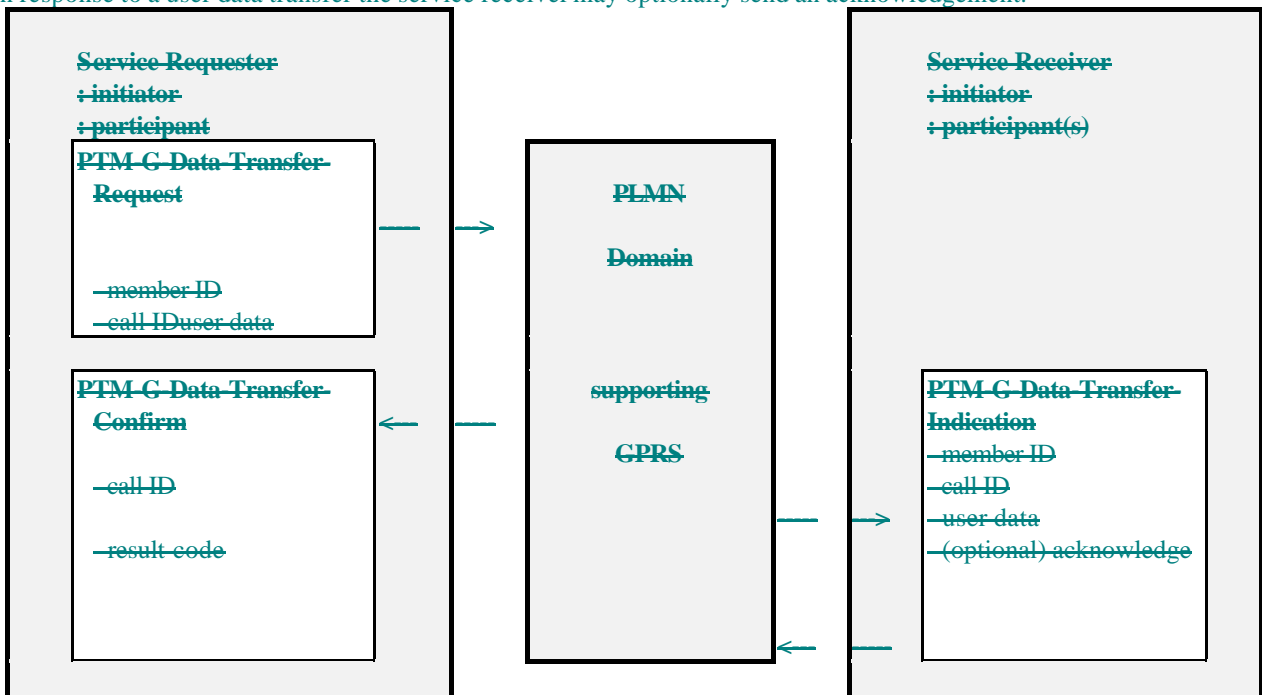 n response to a user data transfer the service receiver may optionally send an acknowledgement.
Service Requester
: initiator
: participant
PTM-G-Data-Transfer-
Request
- member ID
- call IDuser data
PTM-G-Data-Transfer-
Confirm
- call ID
- result code
PLMN
Domain
supporting
GPRS
Service Receiver
: initiator
: participant(s)
PTM-G-Data-Transfer-
Indication
- member ID
- call ID
- user data
- (optional) acknowledge